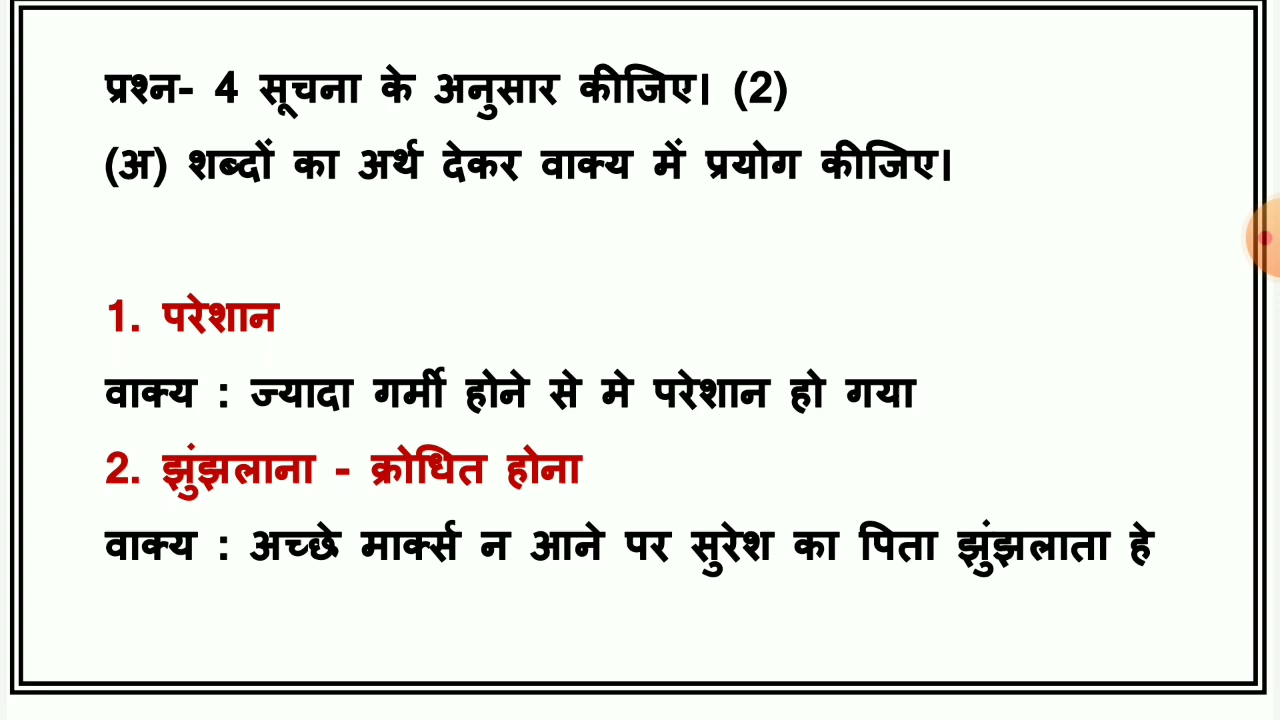 प्रश्न- 4 सूचना के अनुसार कीजिए। (2)
(अ) शब्दों का अर्थ देकर वाक्य में प्रयोग कीजिए।
1. परेशान
वाक्य : ज्यादा गर्मी होने से मे परेशान हो गया
2. झुंझलाना - क्रोधित होना
वाक्य : अच्छे मार्क्स न आने पर सुरेश का पिता झुंझलाता हे